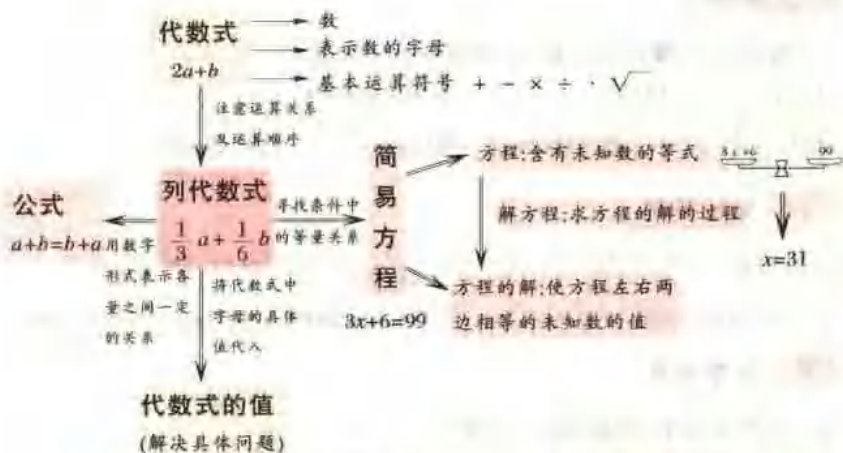 代数式
2a+b
数
表示数的字母
基本运算符号 + − × ÷ · √
注意运算关系
及运算顺序
公式
a+b=b+a
用数字
形式表示各
量之间一定
的关系
列代数式
1/3 a + 1/6 b
寻找条件中
的等量关系
将代数式中
字母的具体
值代入
代数式的值
(解决具体问题)
简易方程
3x+6=99
方程:含有未知数的等式
解方程:求方程的解的过程
方程的解:使方程左右两
边相等的未知数的值
3x+6
99
x=31